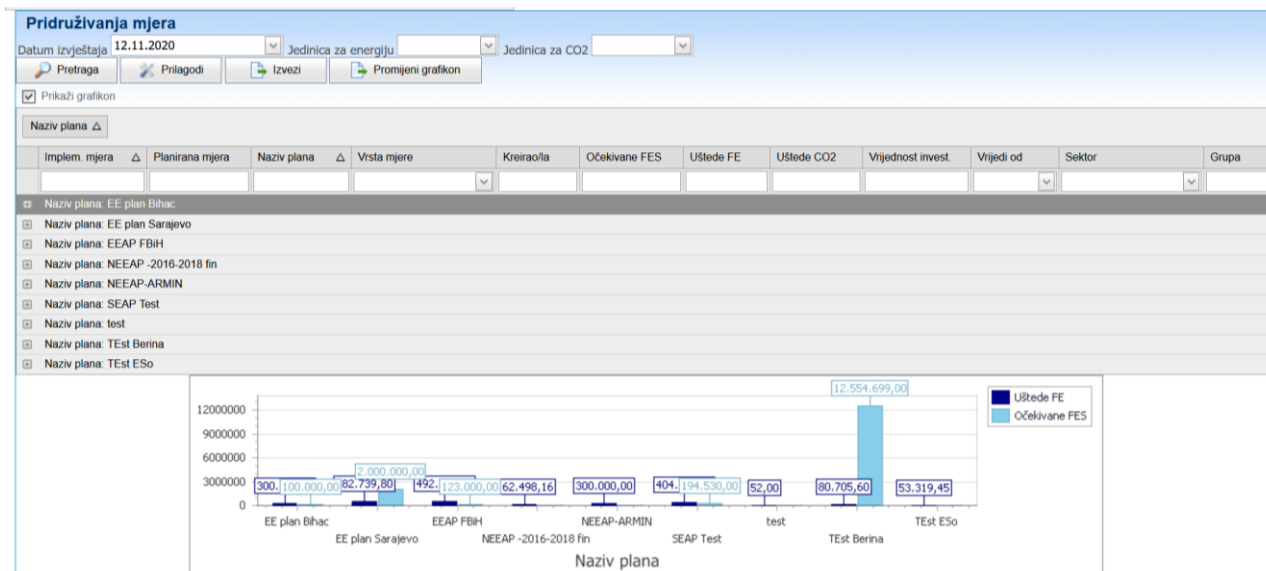 Pridruživanja mjera
Datum izvještaja 12.11.2020 Jedinica za energiju Jedinica za CO2
Pretraga Prilagodi Izvezi Promijeni grafikon
Prikaži grafikon
Naziv plana
Implem. mjera Planirana mjera Naziv plana Vrsta mjere Kreirao/la Očekivane FES Uštede FE Uštede CO2 Vrijednost invest. Vrijedi od Sektor Grupa
Naziv plana: EE plan Bihac
Naziv plana: EE plan Sarajevo
Naziv plana: EEAP FBiH
Naziv plana: NEEAP -2016-2018 fin
Naziv plana: NEEAP-ARMIN
Naziv plana: SEAP Test
Naziv plana: test
Naziv plana: TEst Berina
Naziv plana: TEst ESo
12.554.699,00
Uštede FE
Očekivane FES
12000000
9000000
6000000
2.000.000,00
3000000
300. 100.000,00 82.739,80 492. 123.000,00 62.498,16 300.000,00 404. 194.530,00 52,00 80.705,60 53.319,45
0
EE plan Bihac EEAP FBiH NEEAP-ARMIN test TEst ESo
EE plan Sarajevo NEEAP -2016-2018 fin SEAP Test TEst Berina
Naziv plana